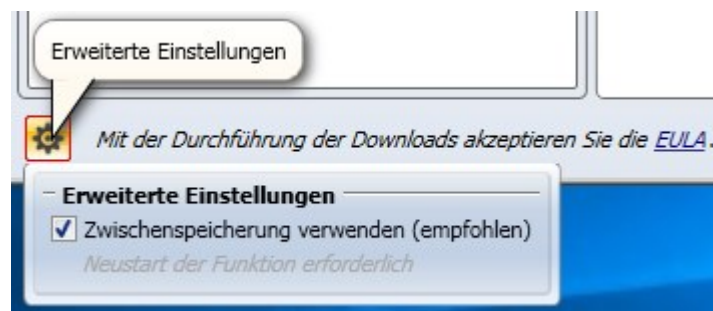 Erweiterte Einstellungen
Mit der Durchführung der Downloads akzeptieren Sie die EULA.
Erweiterte Einstellungen
Zwischenspeicherung verwenden (empfohlen)
Neustart der Funktion erforderlich